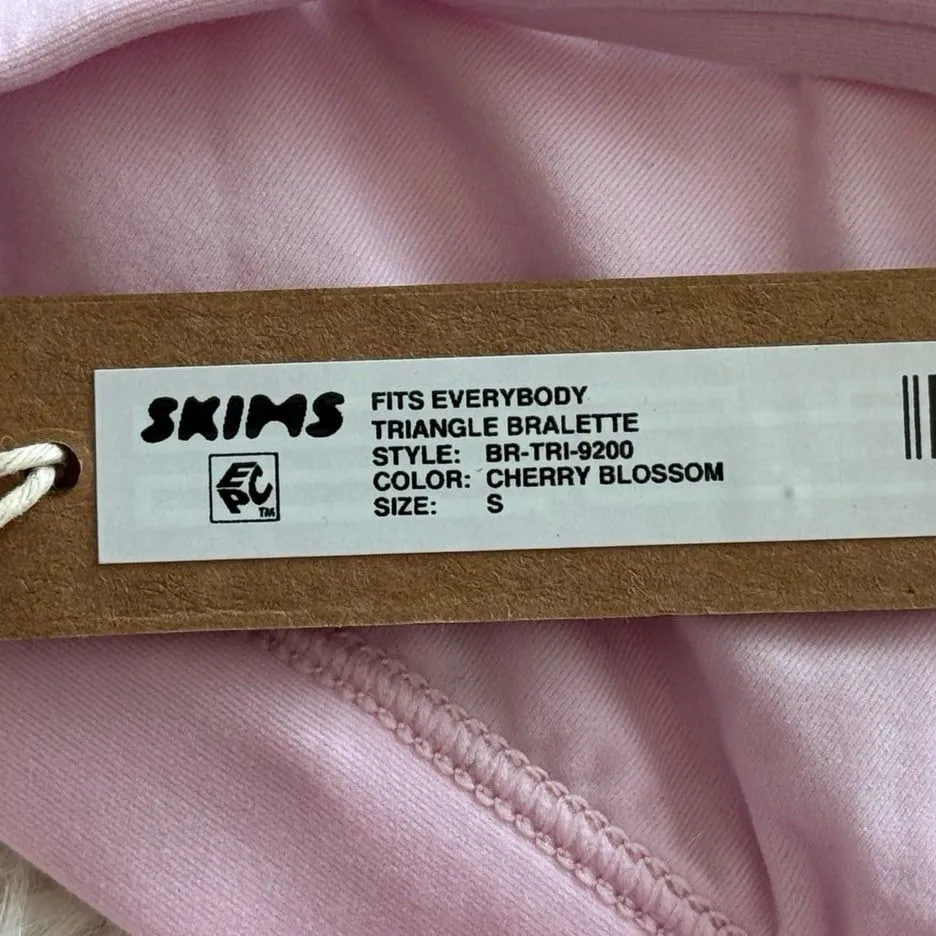 SKIMS
FITS EVERYBODY
TRIANGLE BRALETTE
STYLE: BR-TRI-9200
COLOR: CHERRY BLOSSOM
SIZE: S
EPC
TM